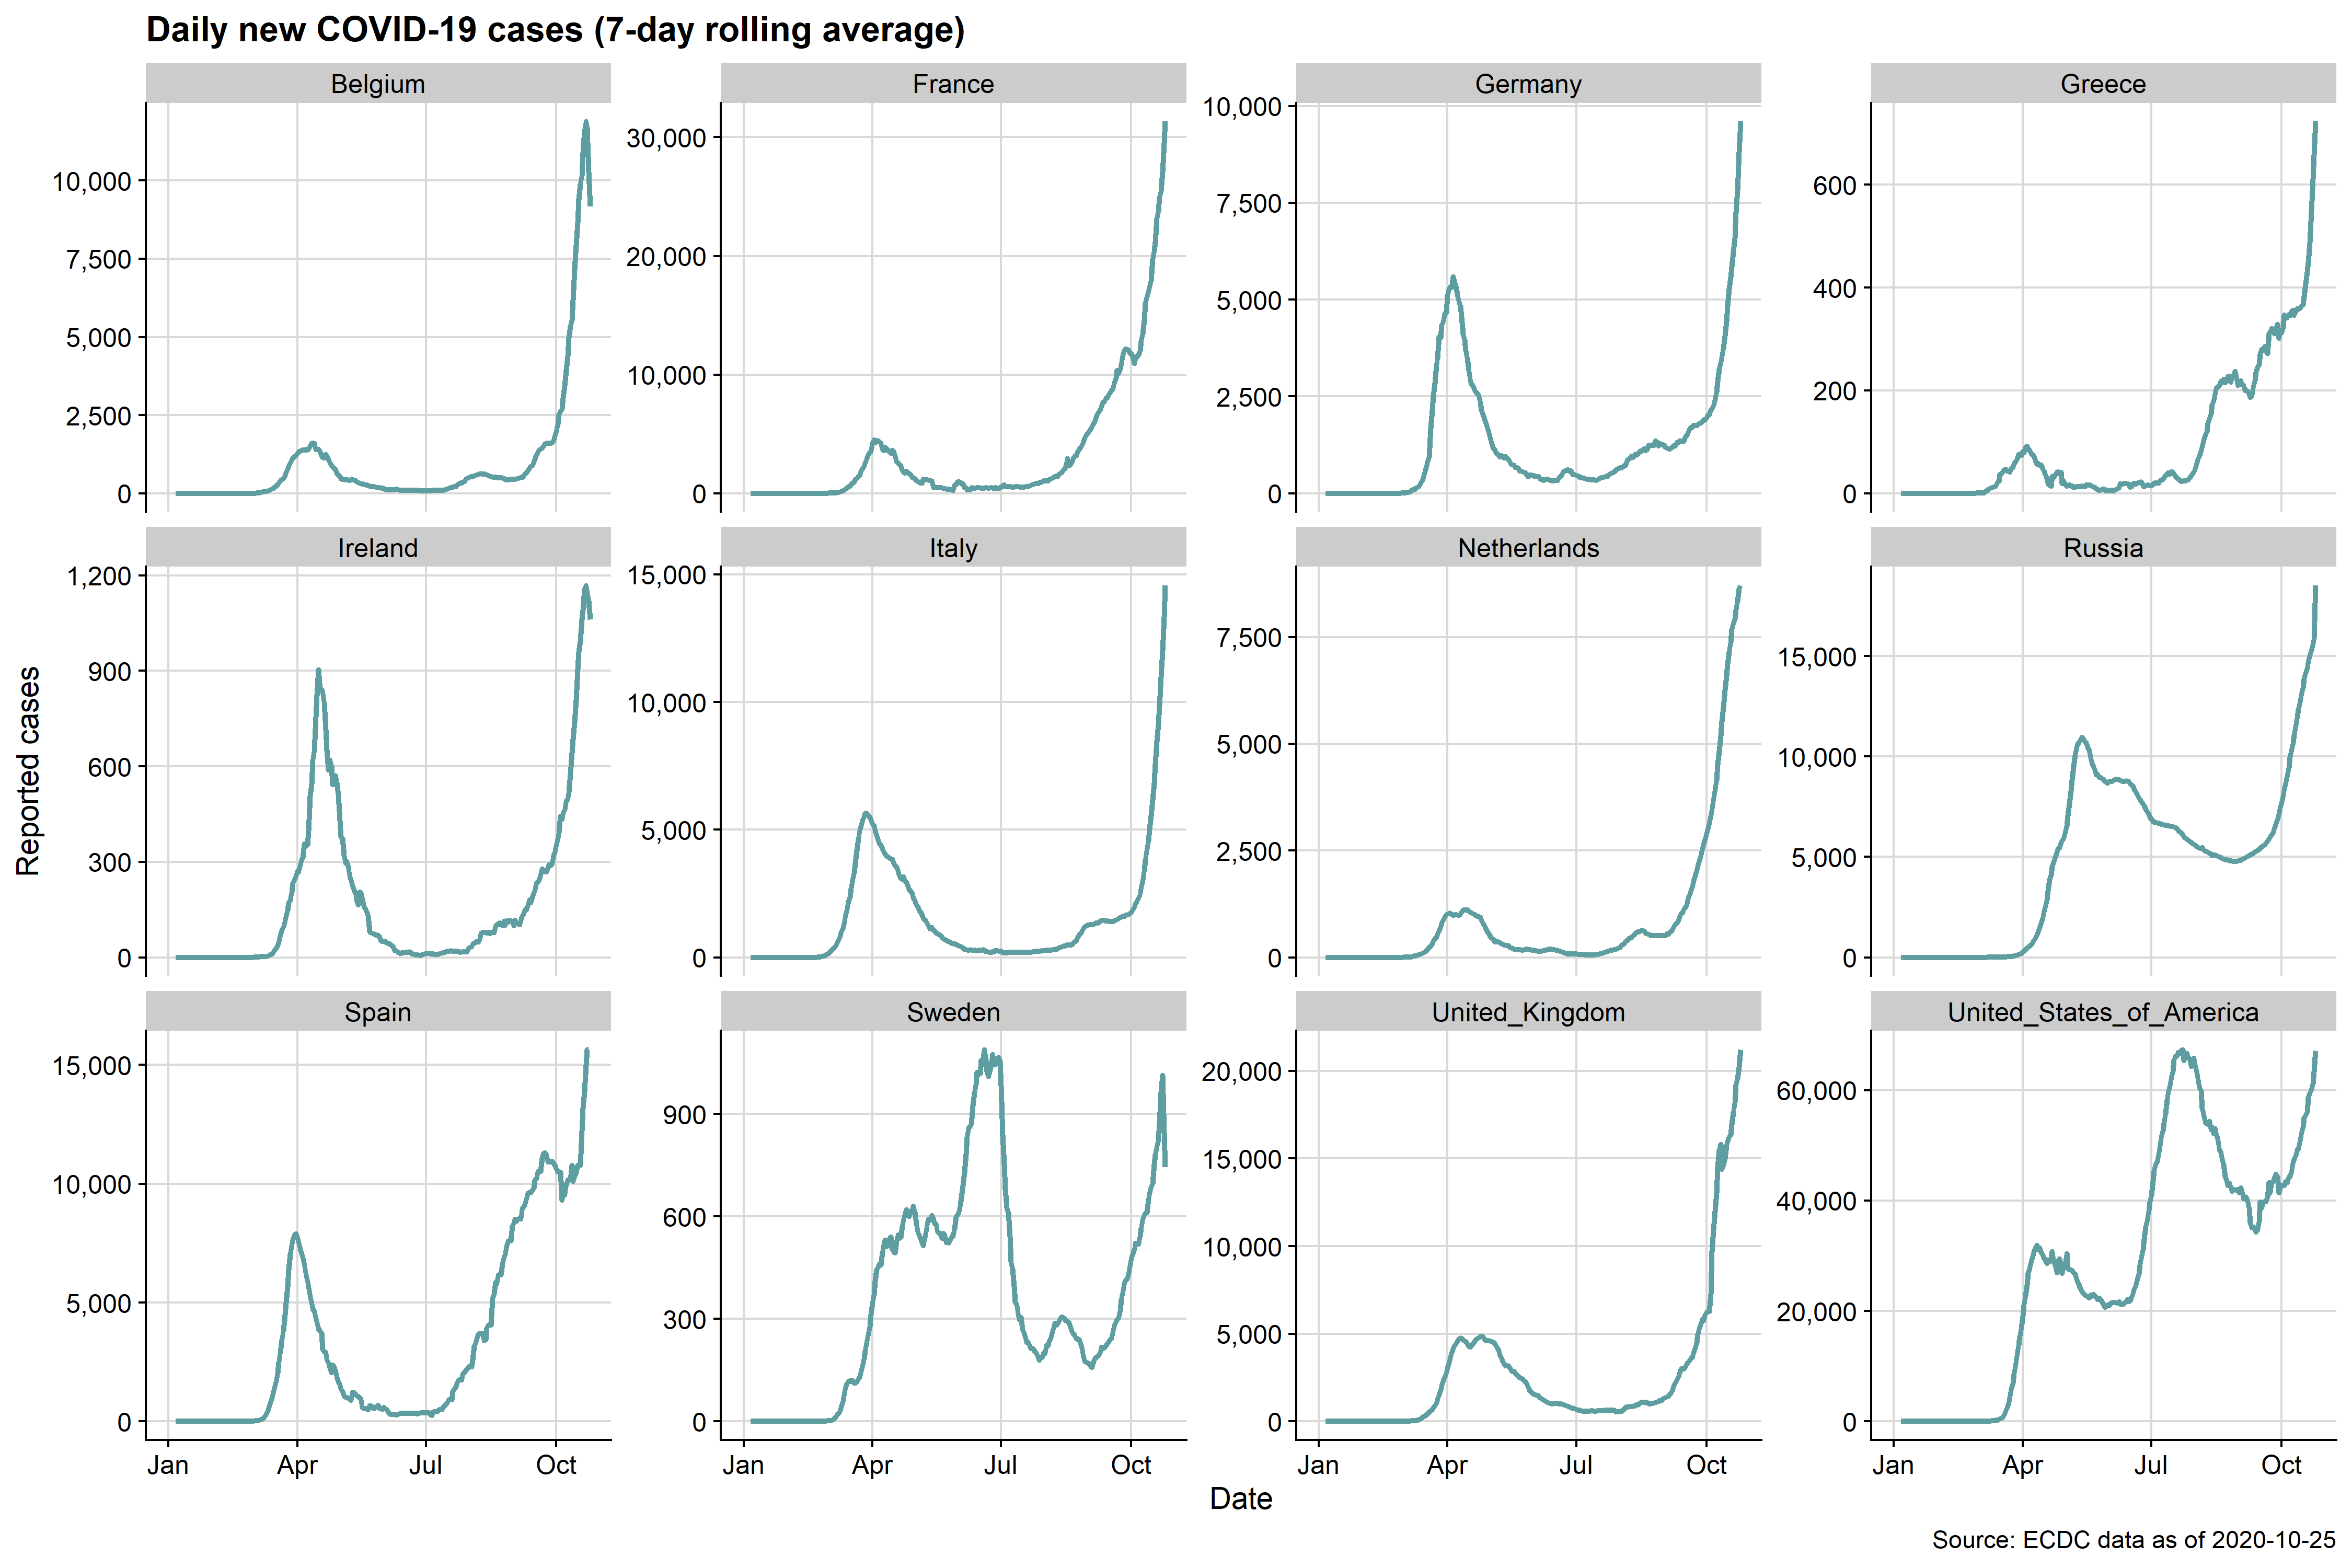 Daily new COVID-19 cases (7-day rolling average)
Belgium
France
Germany
Greece
10,000
7,500
5,000
2,500
0
30,000
20,000
10,000
0
10,000
7,500
5,000
2,500
0
600
400
200
0
Ireland
Italy
Netherlands
Russia
1,200
900
600
300
0
15,000
10,000
5,000
0
7,500
5,000
2,500
0
15,000
10,000
5,000
0
Spain
Sweden
United_Kingdom
United_States_of_America
15,000
10,000
5,000
0
900
600
300
0
20,000
15,000
10,000
5,000
0
60,000
40,000
20,000
0
Jan Apr Jul Oct
Jan Apr Jul Oct
Jan Apr Jul Oct
Jan Apr Jul Oct
Reported cases
Date
Source: ECDC data as of 2020-10-25